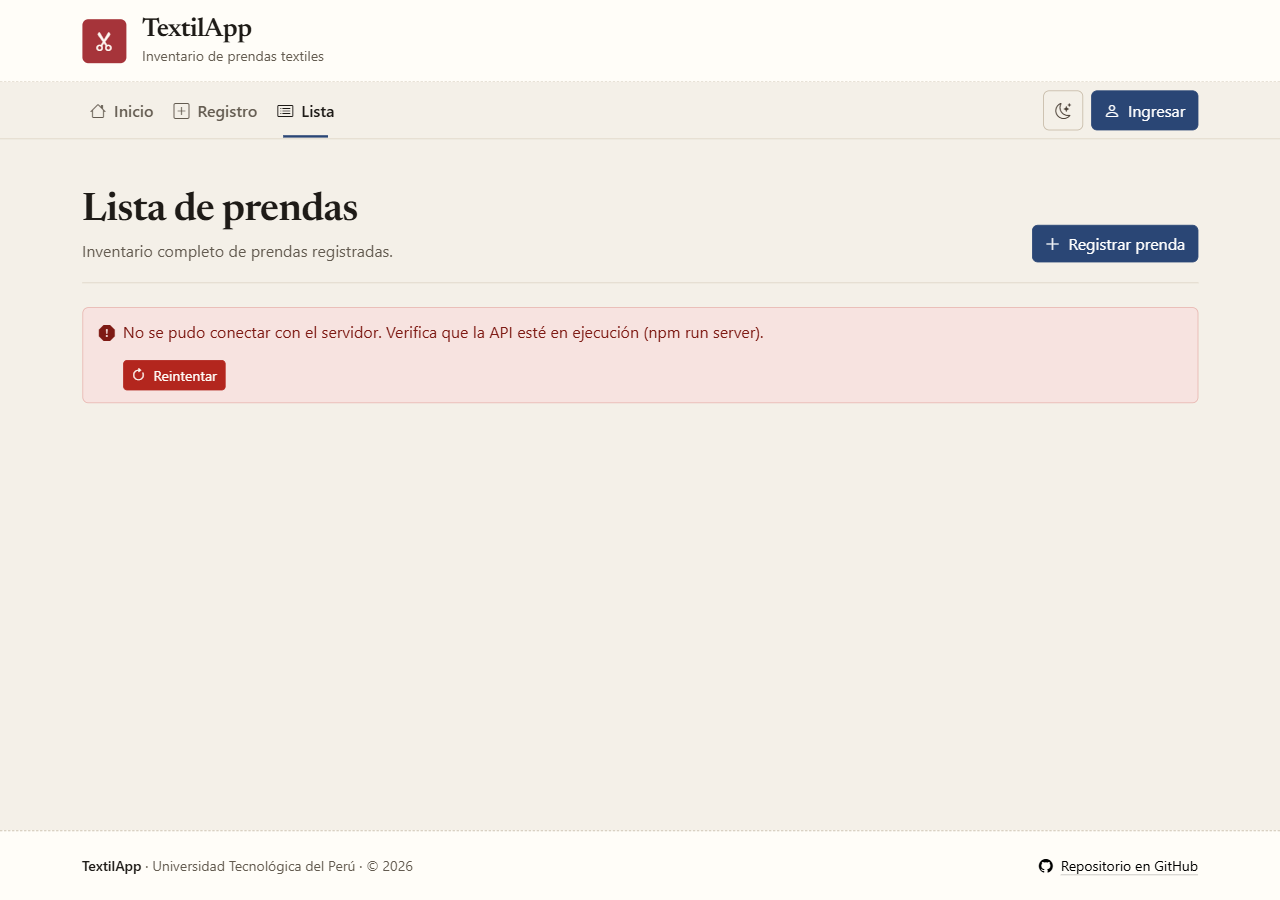 TextilApp
Inventario de prendas textiles
Inicio
Registro
Lista
Ingresar
Lista de prendas
Inventario completo de prendas registradas.
Registrar prenda
No se pudo conectar con el servidor. Verifica que la API esté en ejecución (npm run server).
Reintentar
TextilApp · Universidad Tecnológica del Perú · © 2026
Repositorio en GitHub